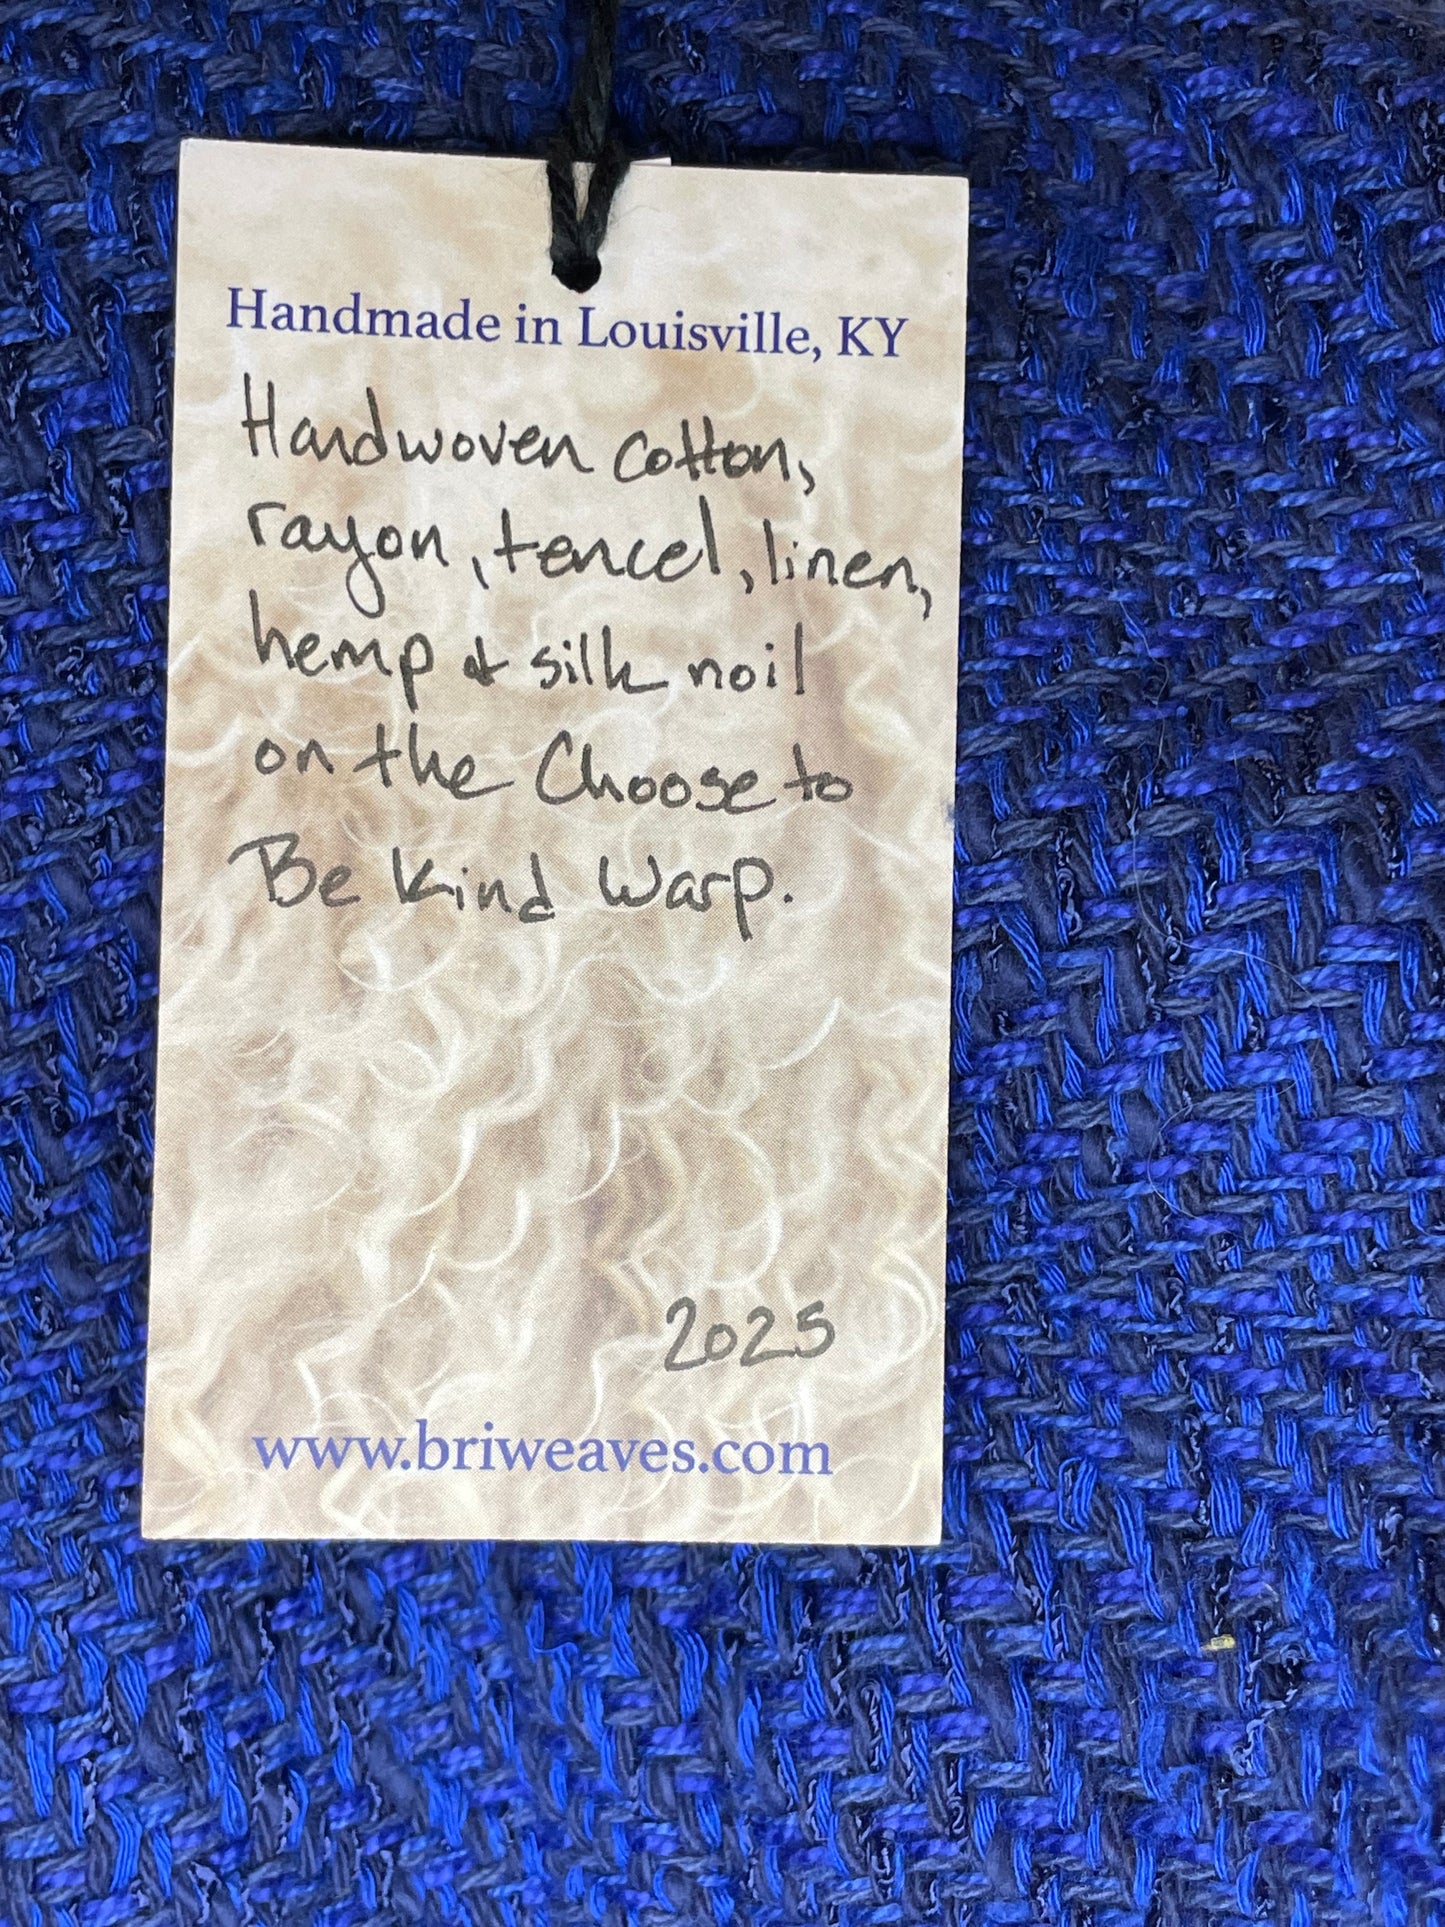 Handmade in Louisville, KY
Handwoven cotton,
rayon, tencel, linen,
hemp & silk noil
on the Choose to
Be Kind Warp.
2025
www.briweaves.com